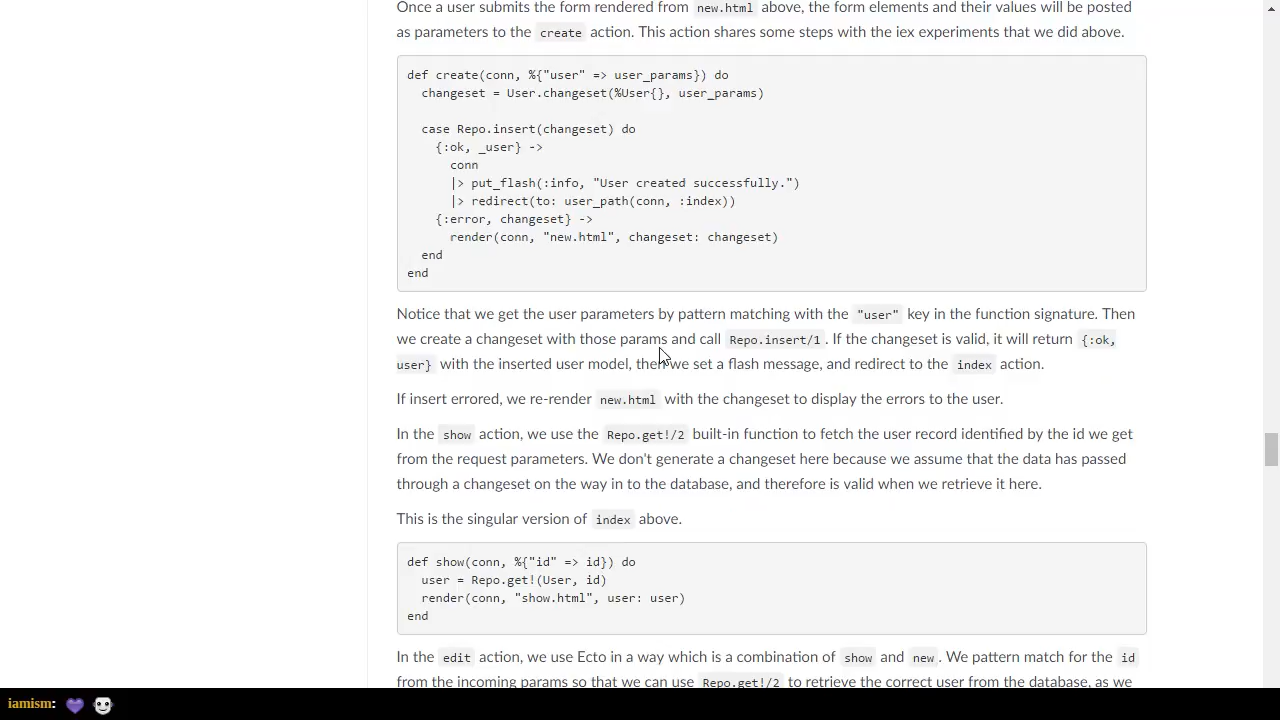 Once a user submits the form rendered from new.html above, the form elements and their values will be posted
as parameters to the create action. This action shares some steps with the iex experiments that we did above.
def create(conn, %{"user" => user_params}) do
  changeset = User.changeset(%User{}, user_params)

  case Repo.insert(changeset) do
    {:ok, _user} ->
      conn
      |> put_flash(:info, "User created successfully.")
      |> redirect(to: user_path(conn, :index))
    {:error, changeset} ->
      render(conn, "new.html", changeset: changeset)
  end
end
Notice that we get the user parameters by pattern matching with the "user" key in the function signature. Then
we create a changeset with those params and call Repo.insert/1. If the changeset is valid, it will return {:ok,
user} with the inserted user model, then we set a flash message, and redirect to the index action.
If insert errored, we re-render new.html with the changeset to display the errors to the user.
In the show action, we use the Repo.get!/2 built-in function to fetch the user record identified by the id we get
from the request parameters. We don't generate a changeset here because we assume that the data has passed
through a changeset on the way in to the database, and therefore is valid when we retrieve it here.
This is the singular version of index above.
def show(conn, %{"id" => id}) do
  user = Repo.get!(User, id)
  render(conn, "show.html", user: user)
end
In the edit action, we use Ecto in a way which is a combination of show and new. We pattern match for the id
from the incoming params so that we can use Repo.get!/2 to retrieve the correct user from the database, as we
iamism: